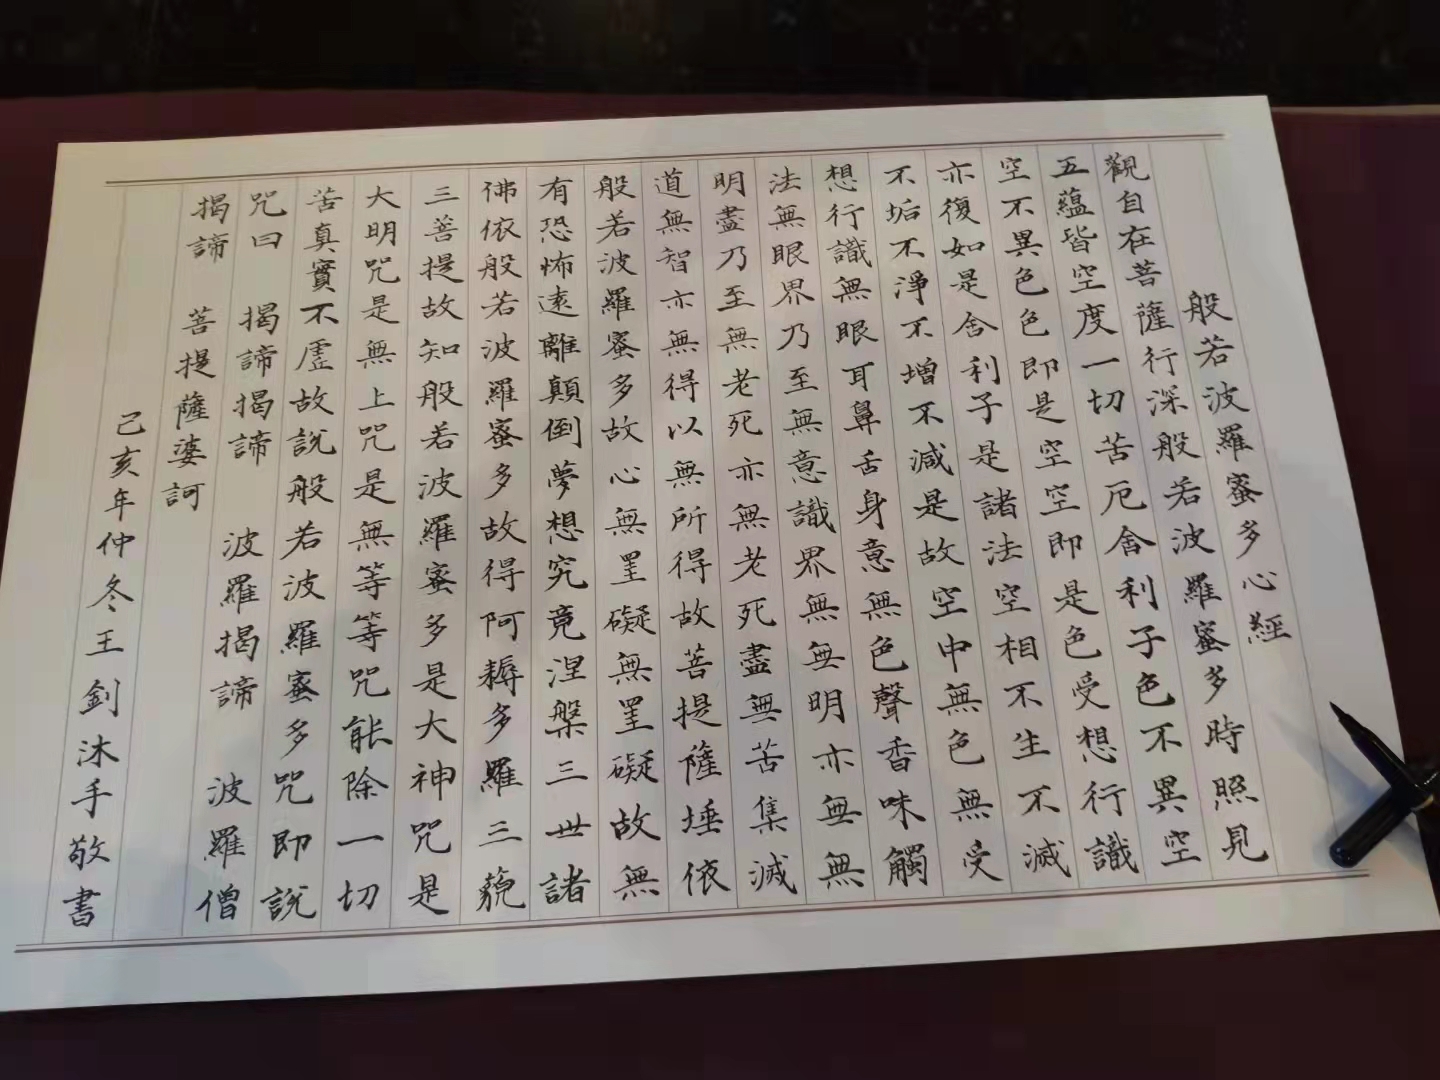 般若波羅蜜多心經
觀自在菩薩行深般若波羅蜜多時照見
五蘊皆空度一切苦厄舍利子色不異空
空不異色色即是空空即是色受想行識
亦復如是舍利子是諸法空相不生不滅
不垢不淨不增不減是故空中無色無受
想行識無眼耳鼻舌身意無色聲香味觸
法無眼界乃至無意識界無無明亦無無
明盡乃至無老死亦無老死盡無苦集滅
道無智亦無得以無所得故菩提薩埵依
般若波羅蜜多故心無罣礙無罣礙故無
有恐怖遠離顛倒夢想究竟涅槃三世諸
佛依般若波羅蜜多故得阿耨多羅三藐
三菩提故知般若波羅蜜多是大神咒是
大明咒是無上咒是無等等咒能除一切
苦真實不虛故說般若波羅蜜多咒即說
咒曰 揭諦揭諦 波羅揭諦 波羅僧
揭諦 菩提薩婆訶
己亥年仲冬王釗沐手敬書